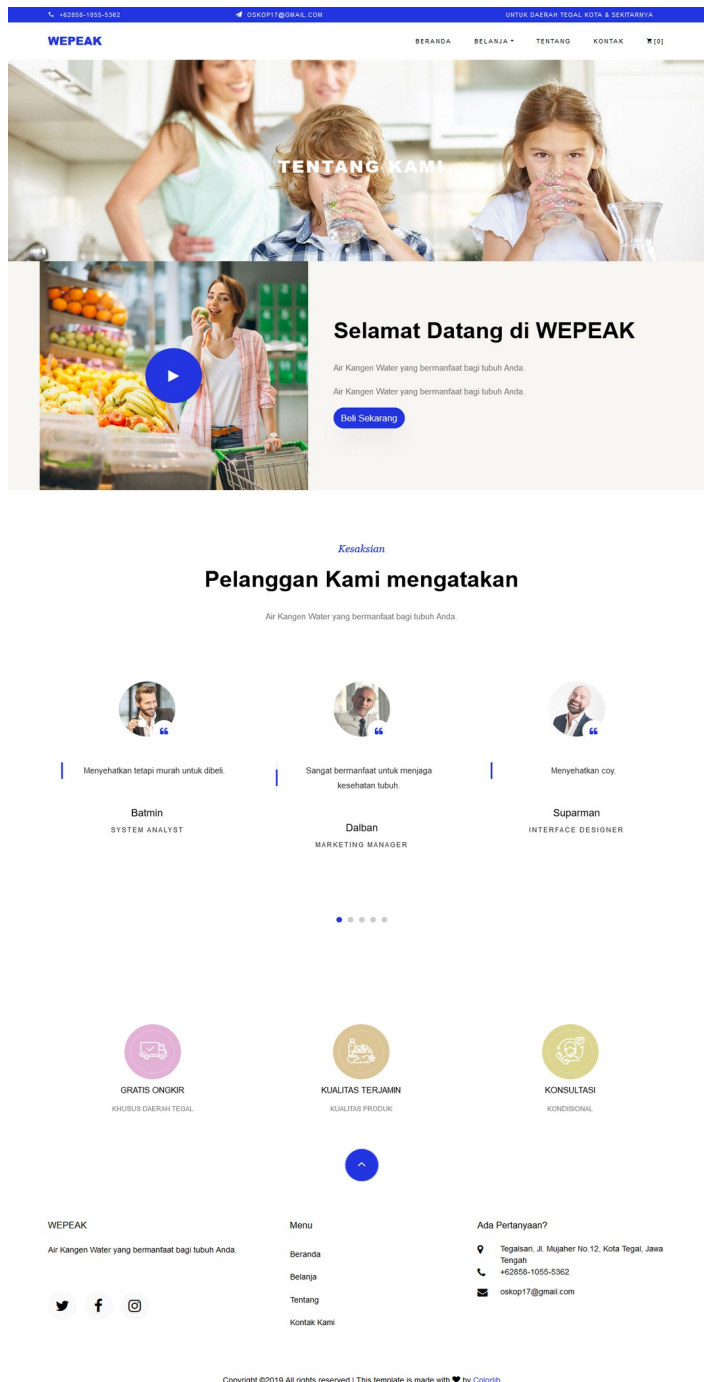 +62858-1055-5362
OSKOP17@GMAIL.COM
UNTUK DAERAH TEGAL KOTA & SEKITARNYA
WEPEAK
BERANDA
BELANJA
TENTANG
KONTAK
[0]
TENTANG KAMI
Selamat Datang di WEPEAK
Air Kangen Water yang bermanfaat bagi tubuh Anda.
Air Kangen Water yang bermanfaat bagi tubuh Anda.
Beli Sekarang
Kesaksian
Pelanggan Kami mengatakan
Air Kangen Water yang bermanfaat bagi tubuh Anda.
Menyehatkan tetapi murah untuk dibeli.
Batmin
SYSTEM ANALYST
Sangat bermanfaat untuk menjaga
kesehatan tubuh.
Dalban
MARKETING MANAGER
Menyehatkan coy.
Suparman
INTERFACE DESIGNER
GRATIS ONGKIR
KHUSUS DAERAH TEGAL
KUALITAS TERJAMIN
KUALITAS PRODUK
KONSULTASI
KONDISIONAL
WEPEAK
Air Kangen Water yang bermanfaat bagi tubuh Anda.
Menu
Beranda
Belanja
Tentang
Kontak Kami
Ada Pertanyaan?
Tegalsari, Jl. Mujaher No.12, Kota Tegal, Jawa
Tengah
+62858-1055-5362
oskop17@gmail.com
Copyright ©2019 All rights reserved | This template is made with ❤ by Colorlib